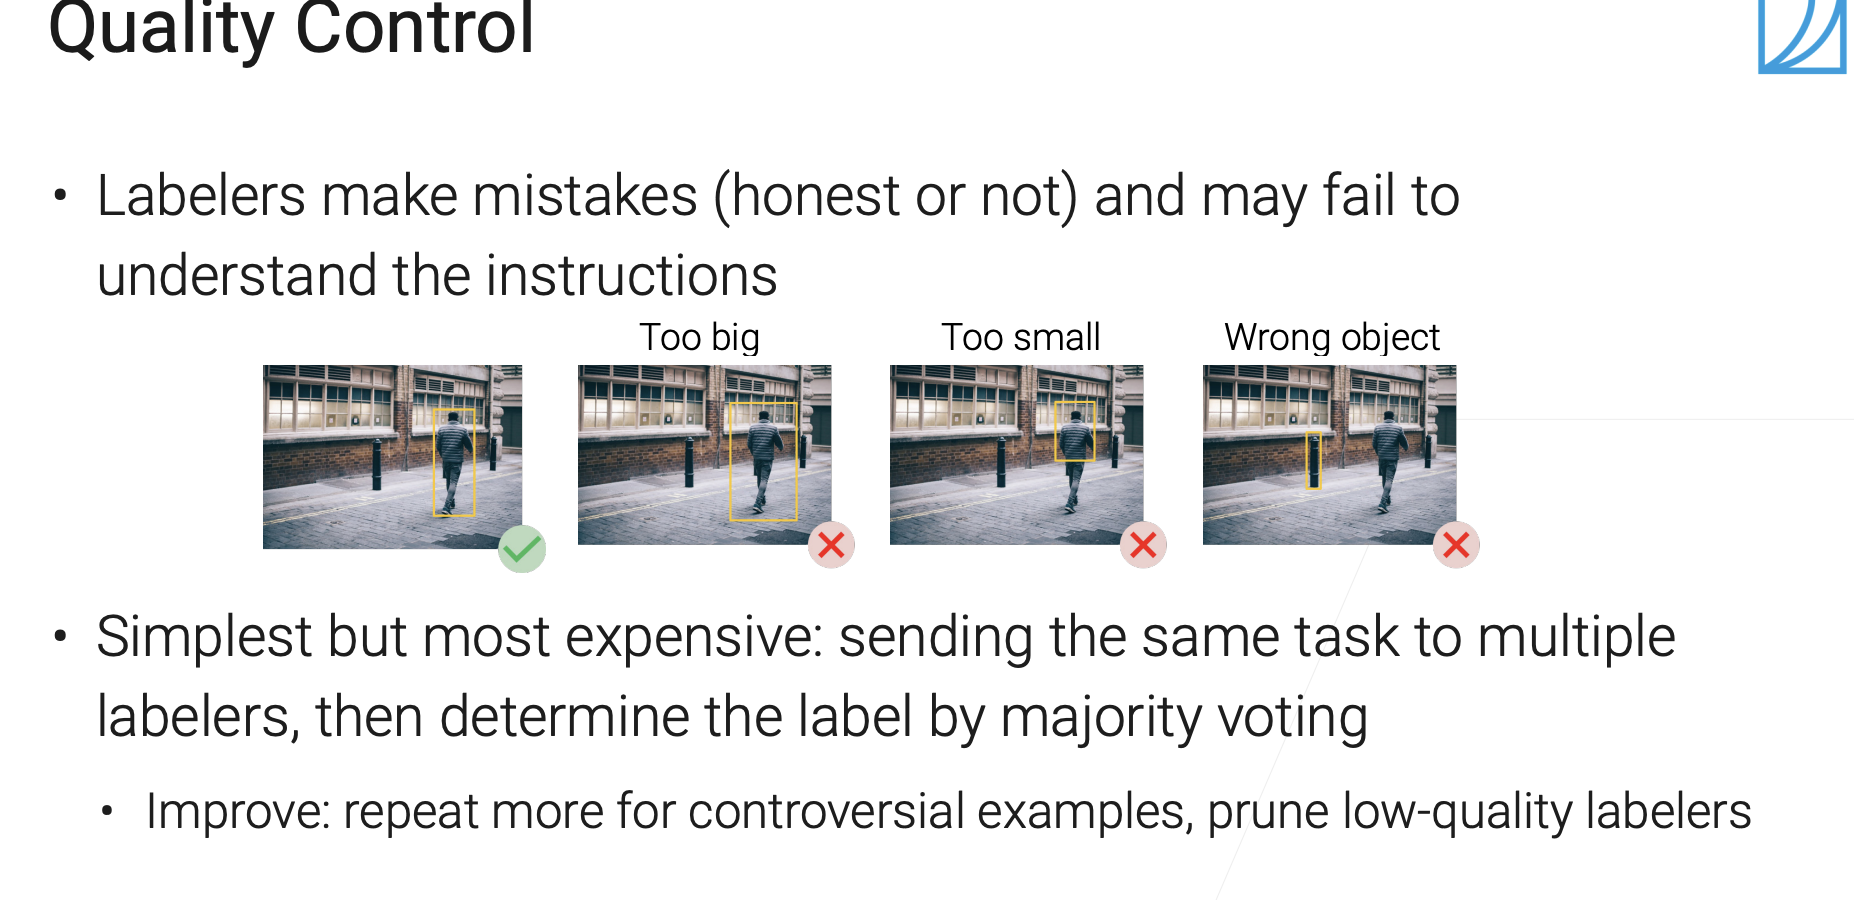 Quality Control
• Labelers make mistakes (honest or not) and may fail to
understand the instructions
Too big Too small Wrong object
• Simplest but most expensive: sending the same task to multiple
labelers, then determine the label by majority voting
• Improve: repeat more for controversial examples, prune low-quality labelers